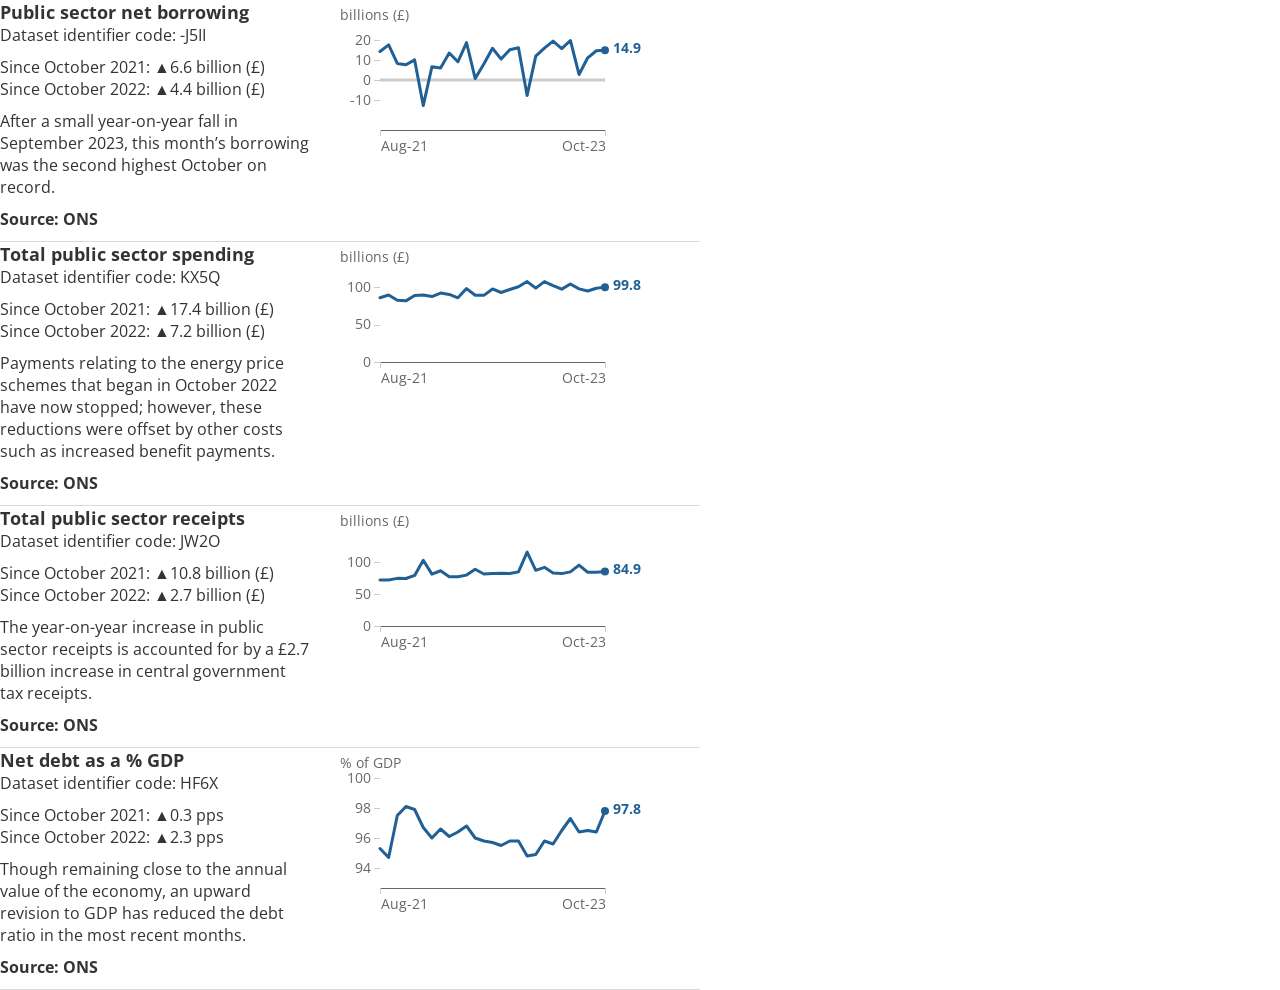 Public sector net borrowing
Dataset identifier code: -J5II
Since October 2021: ▲6.6 billion (£)
Since October 2022: ▲4.4 billion (£)
After a small year-on-year fall in
September 2023, this month’s borrowing
was the second highest October on
record.
Source: ONS
billions (£)
20
10
0
-10
14.9
Aug-21
Oct-23
Total public sector spending
Dataset identifier code: KX5Q
Since October 2021: ▲17.4 billion (£)
Since October 2022: ▲7.2 billion (£)
Payments relating to the energy price
schemes that began in October 2022
have now stopped; however, these
reductions were offset by other costs
such as increased benefit payments.
Source: ONS
billions (£)
100
50
0
99.8
Aug-21
Oct-23
Total public sector receipts
Dataset identifier code: JW2O
Since October 2021: ▲10.8 billion (£)
Since October 2022: ▲2.7 billion (£)
The year-on-year increase in public
sector receipts is accounted for by a £2.7
billion increase in central government
tax receipts.
Source: ONS
billions (£)
100
50
0
84.9
Aug-21
Oct-23
Net debt as a % GDP
Dataset identifier code: HF6X
Since October 2021: ▲0.3 pps
Since October 2022: ▲2.3 pps
Though remaining close to the annual
value of the economy, an upward
revision to GDP has reduced the debt
ratio in the most recent months.
Source: ONS
% of GDP
100
98
96
94
97.8
Aug-21
Oct-23